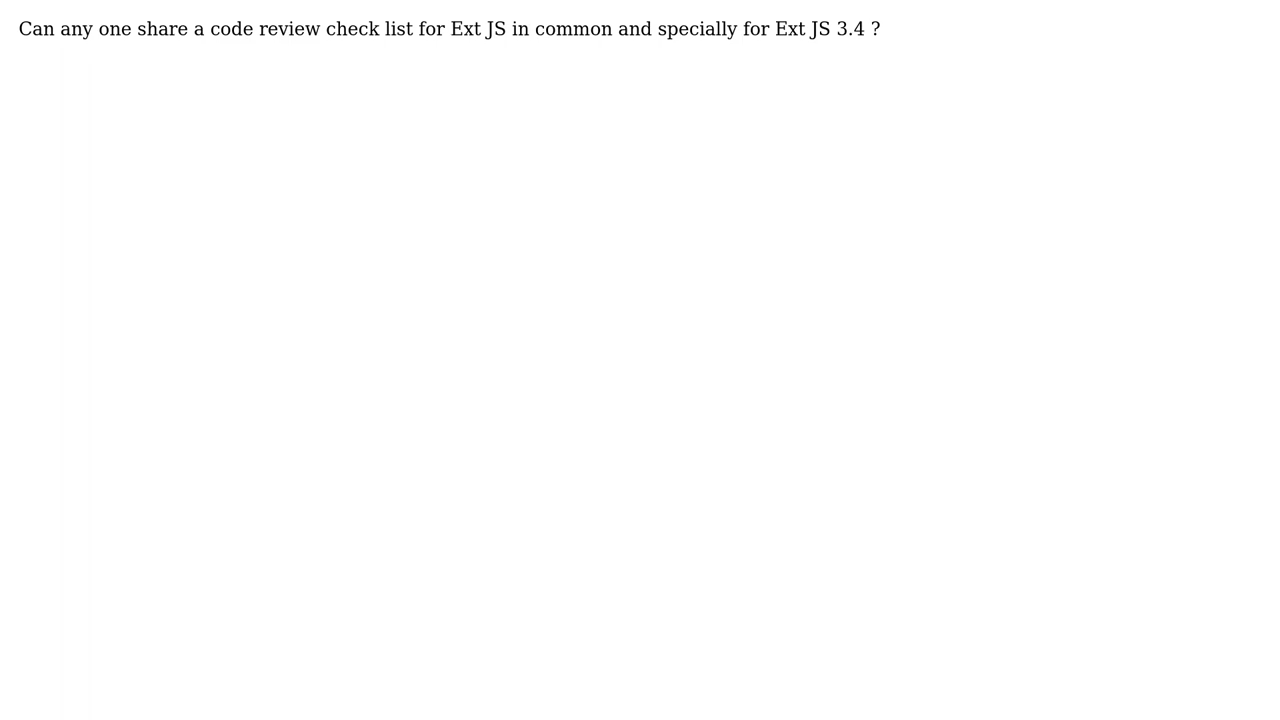 Can any one share a code review check list for Ext JS in common and specially for Ext JS 3.4 ?